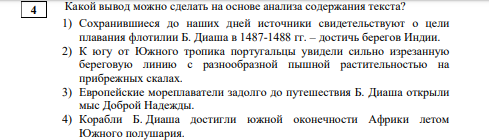 4 Какой вывод можно сделать на основе анализа содержания текста?
1) Сохранившиеся до наших дней источники свидетельствуют о цели
плавания флотилии Б. Диаша в 1487-1488 гг. – достичь берегов Индии.
2) К югу от Южного тропика португальцы увидели сильно изрезанную
береговую линию с разнообразной пышной растительностью на
прибрежных скалах.
3) Европейские мореплаватели задолго до путешествия Б. Диаша открыли
мыс Доброй Надежды.
4) Корабли Б. Диаша достигли южной оконечности Африки летом
Южного полушария.